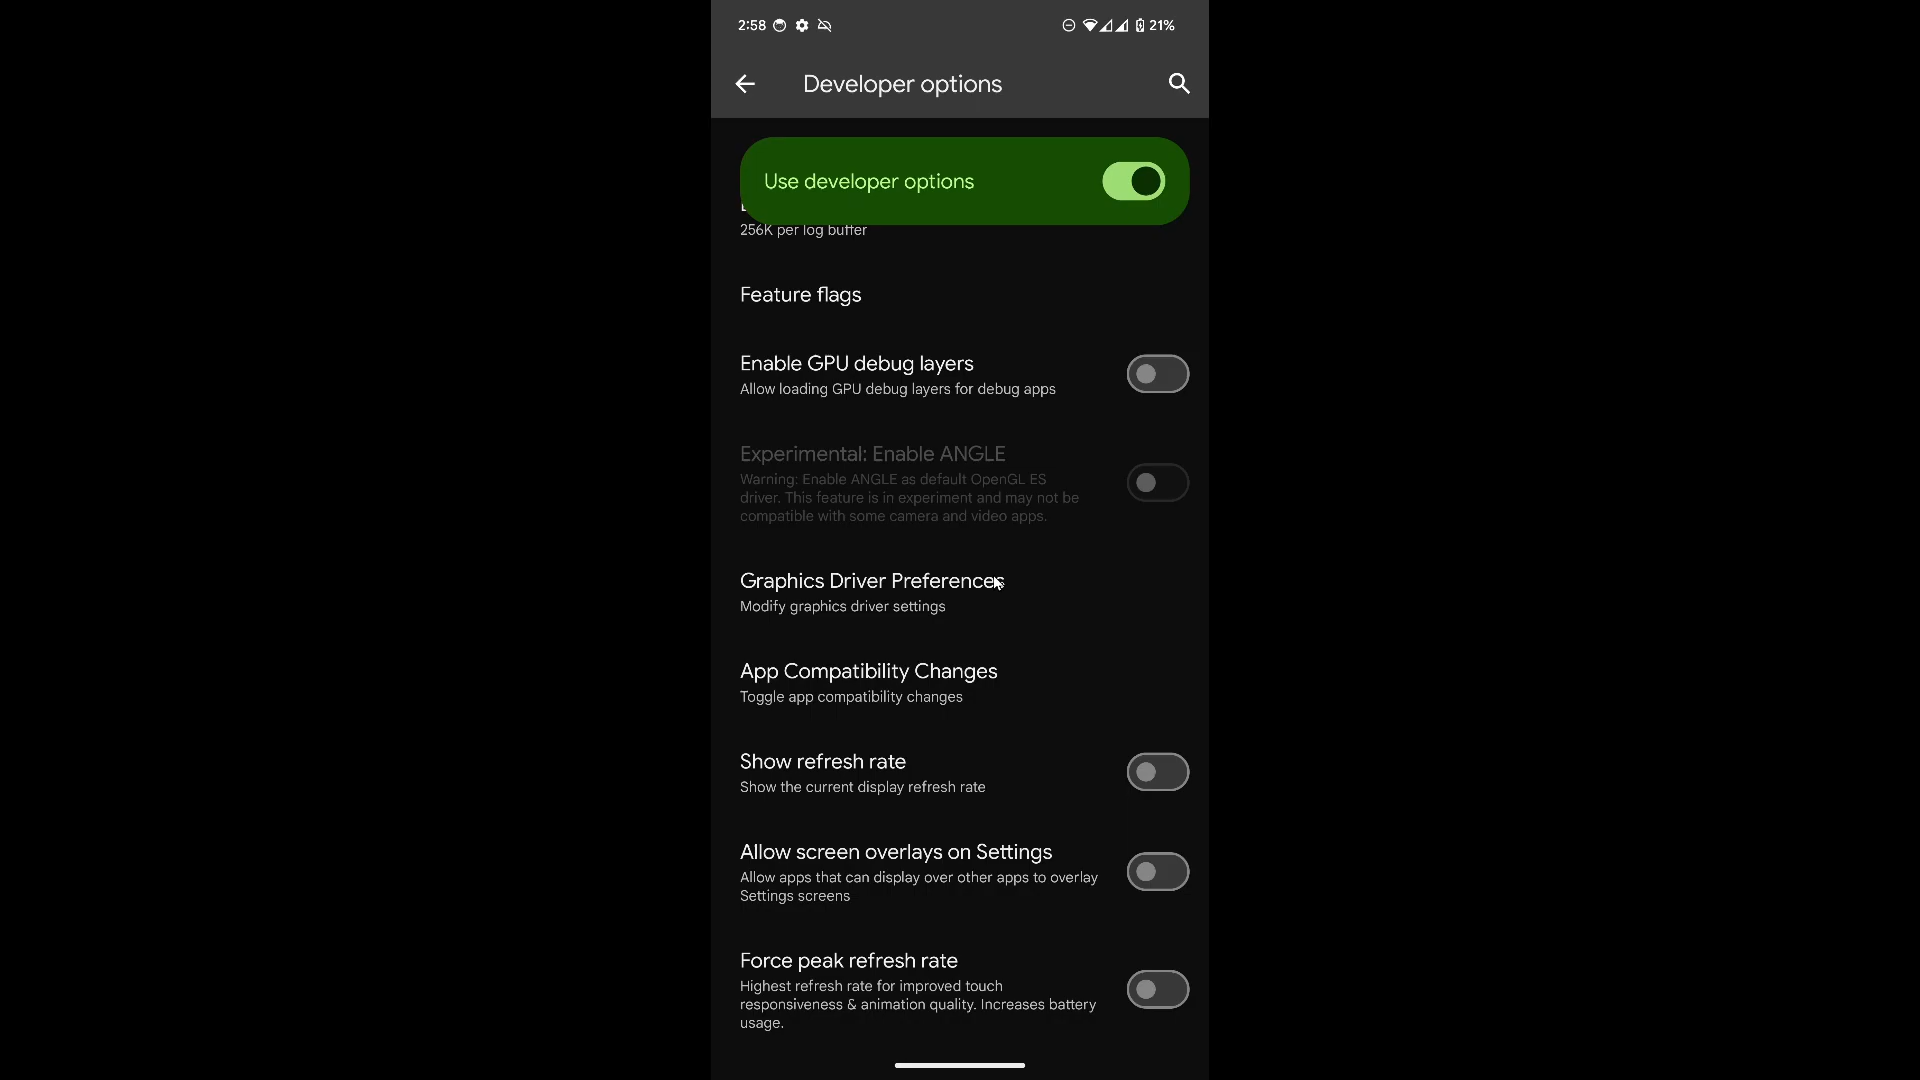 2:58
21%
Developer options
Use developer options
256K per log buffer
Feature flags
Enable GPU debug layers
Allow loading GPU debug layers for debug apps
Experimental: Enable ANGLE
Warning: Enable ANGLE as default OpenGL ES
driver. This feature is in experiment and may not be
compatible with some camera and video apps.
Graphics Driver Preferences
Modify graphics driver settings
App Compatibility Changes
Toggle app compatibility changes
Show refresh rate
Show the current display refresh rate
Allow screen overlays on Settings
Allow apps that can display over other apps to overlay
Settings screens
Force peak refresh rate
Highest refresh rate for improved touch
responsiveness & animation quality. Increases battery
usage.